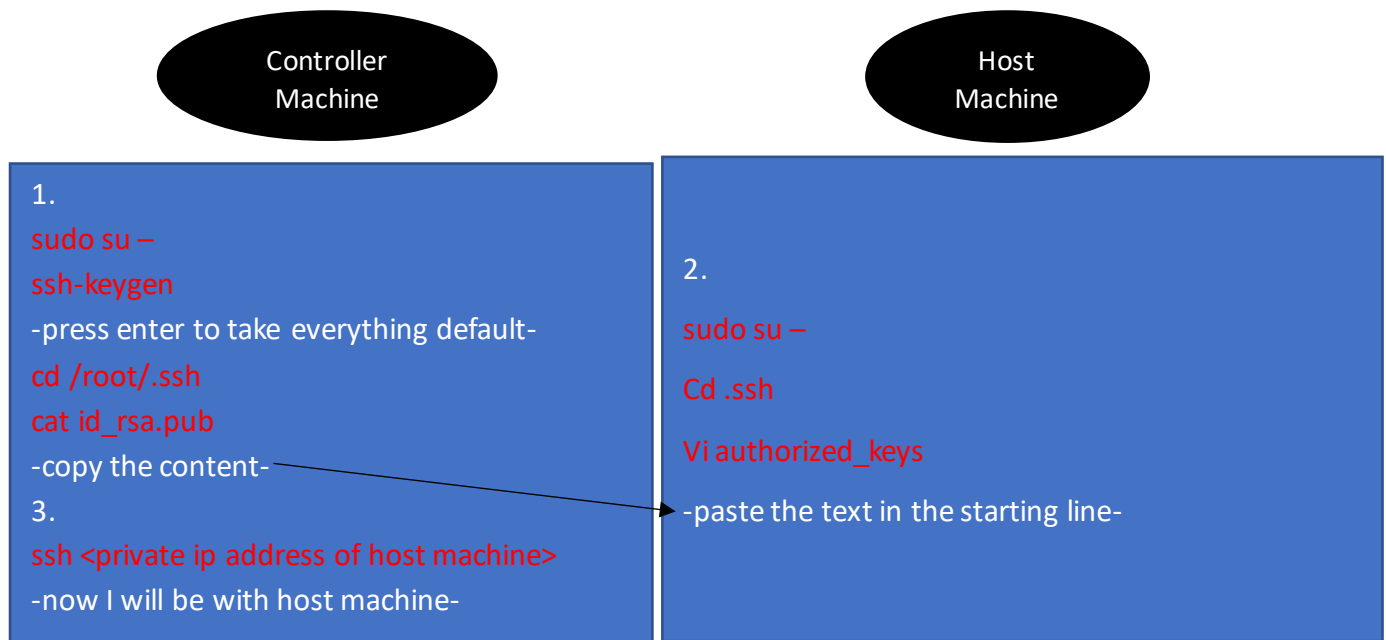 Controller
Machine
Host
Machine
1.
sudo su –
ssh-keygen
-press enter to take everything default-
cd /root/.ssh
cat id_rsa.pub
-copy the content-
3.
ssh <private ip address of host machine>
-now I will be with host machine-
2.
sudo su –
Cd .ssh
Vi authorized_keys
-paste the text in the starting line-